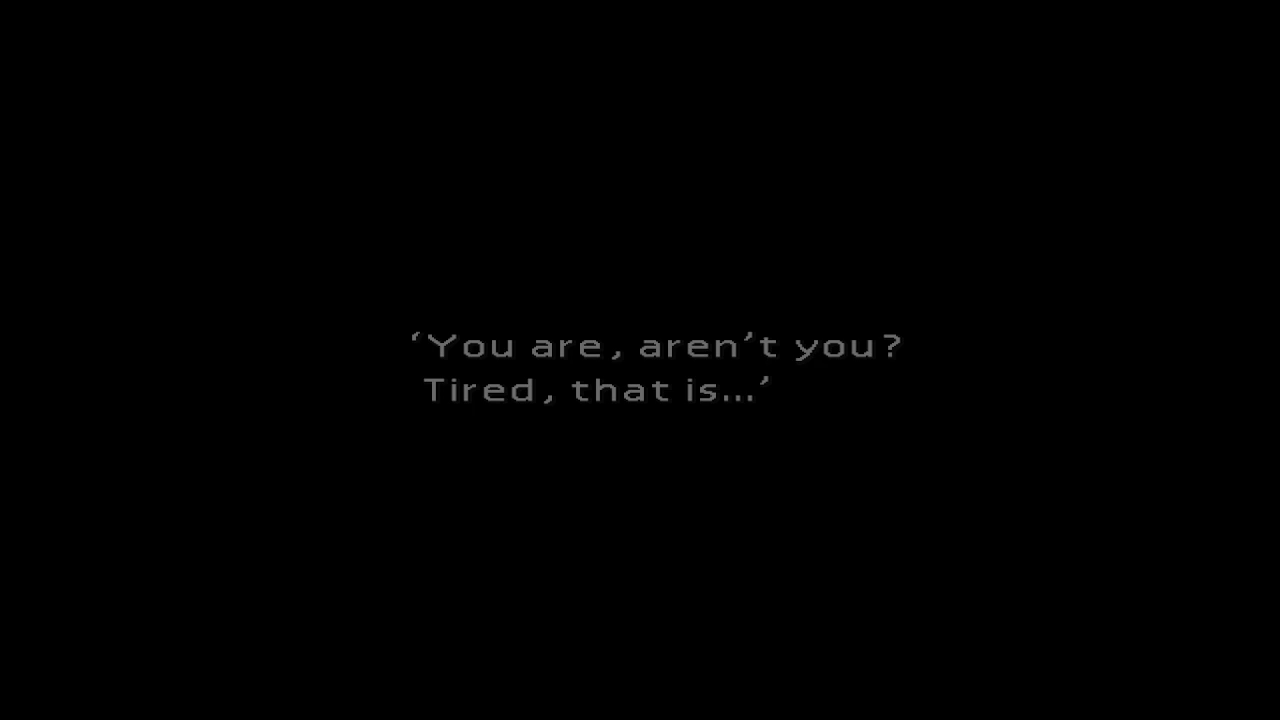 ‘You are, aren’t you?
Tired, that is...’